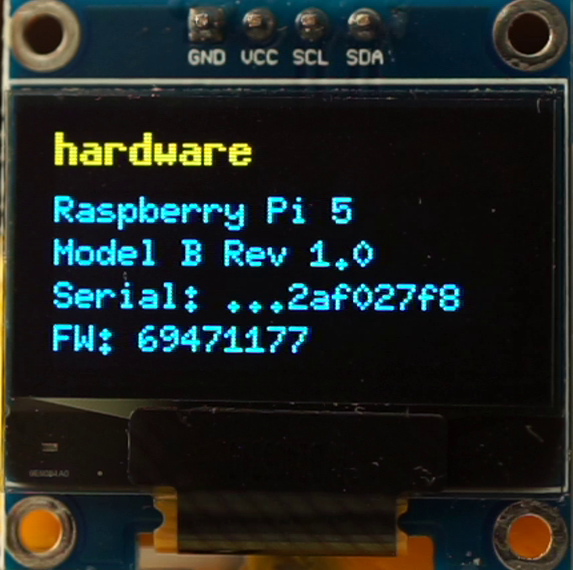 GND VCC SCL SDA
hardware
Raspberry Pi 5
Model B Rev 1.0
Serial: ...2af027f8
FW: 69471177